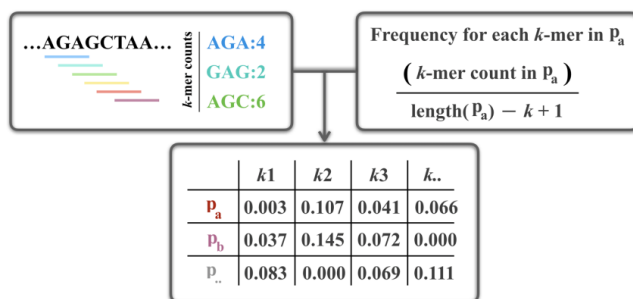 ...AGAGCTAA...
k-mer counts
AGA:4
GAG:2
AGC:6
Frequency for each k-mer in pa
( k-mer count in pa )
length(pa) − k + 1
k1 k2 k3 k..
pa 0.003 0.107 0.041 0.066
pb 0.037 0.145 0.072 0.000
p.. 0.083 0.000 0.069 0.111